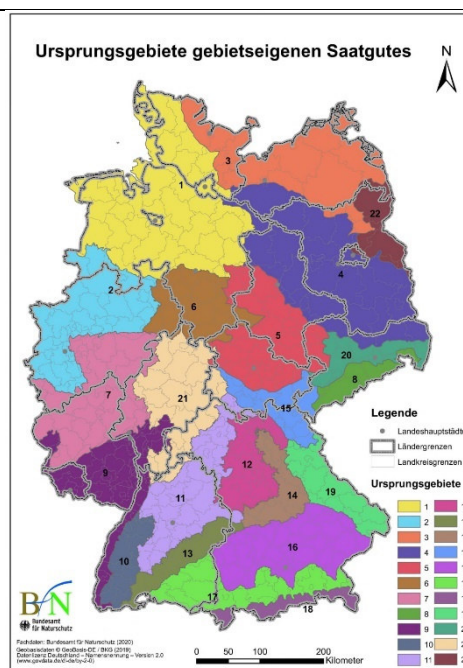 Ursprungsgebiete gebietseigenen Saatgutes
N
3
1
22
4
2
6
5
20
8
7
21
15
9
12
19
11
14
10
13
16
17
18
Legende
Landeshauptstädte
Ländergrenzen
Landkreisgrenzen
Ursprungsgebiete
1
2
3
4
5
6
7
8
9
10
11
BfN
Bundesamt
für Naturschutz
Fachdaten: Bundesamt für Naturschutz (2020)
Geobasisdaten © GeoBasis-DE / BKG (2019)
Datenlizenz Deutschland – Namensnennung – Version 2.0
(www.govdata.de/dl-de/by-2-0)
0
100
200
Kilometer